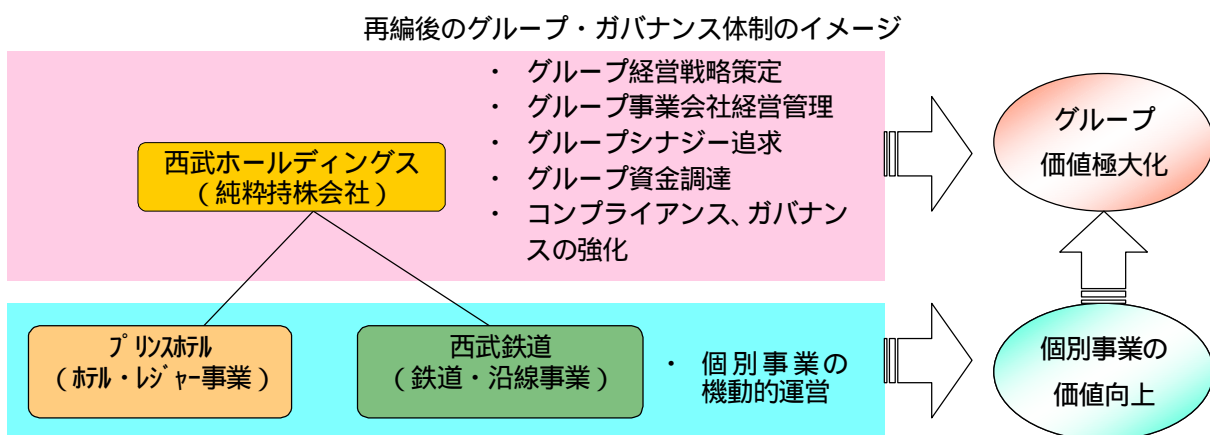 再編後のグループ・ガバナンス体制のイメージ
・ グループ経営戦略策定
・ グループ事業会社経営管理
・ グループシナジー追求
・ グループ資金調達
・ コンプライアンス、ガバナン
スの強化
西武ホールディングス
(純粋持株会社)
グループ
価値極大化
プリンスホテル
(ホテル・レジャー事業)
西武鉄道
(鉄道・沿線事業)
・ 個別事業の
機動的運営
個別事業の
価値向上